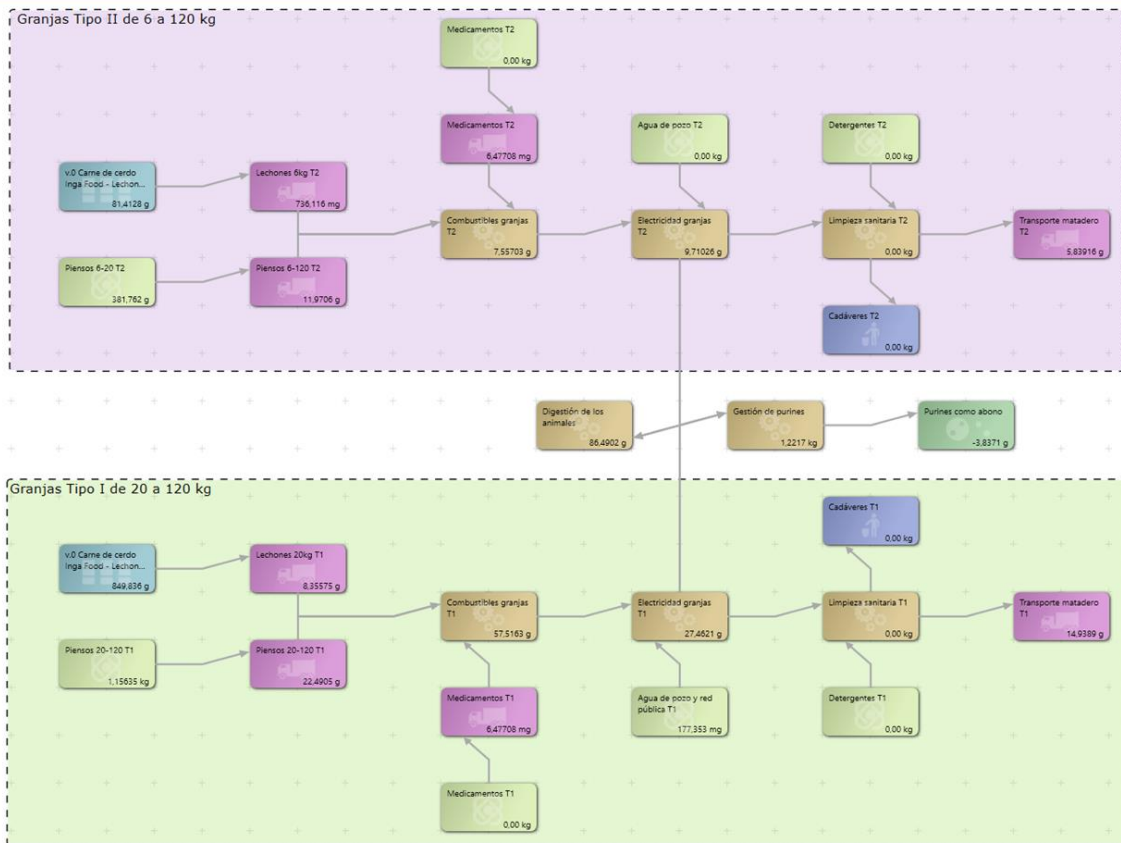 Granjas Tipo II de 6 a 120 kg
Medicamentos T2
0,00 kg
Medicamentos T2
6,47708 mg
Agua de pozo T2
0,00 kg
Detergentes T2
0,00 kg
v.0 Carne de cerdo
Inga Food - Lechon...
81,4128 g
Lechones 6kg T2
736,116 mg
Combustibles granjas
T2
7,55703 g
Electricidad granjas
T2
9,71026 g
Limpieza sanitaria T2
0,00 kg
Transporte matadero
T2
5,83916 g
Piensos 6-20 T2
381,762 g
Piensos 6-120 T2
11,9706 g
Cadáveres T2
0,00 kg
Digestión de los
animales
86,4902 g
Gestión de purines
1,2217 kg
Purines como abono
-3,8371 g
Granjas Tipo I de 20 a 120 kg
Cadáveres T1
0,00 kg
v.0 Carne de cerdo
Inga Food - Lechon...
849,836 g
Lechones 20kg T1
8,35575 g
Combustibles granjas
T1
57,5163 g
Electricidad granjas
T1
27,4621 g
Limpieza sanitaria T1
0,00 kg
Transporte matadero
T1
14,9389 g
Piensos 20-120 T1
1,15635 kg
Piensos 20-120 T1
22,4905 g
Medicamentos T1
6,47708 mg
Agua de pozo y red
pública T1
177,353 mg
Detergentes T1
0,00 kg
Medicamentos T1
0,00 kg